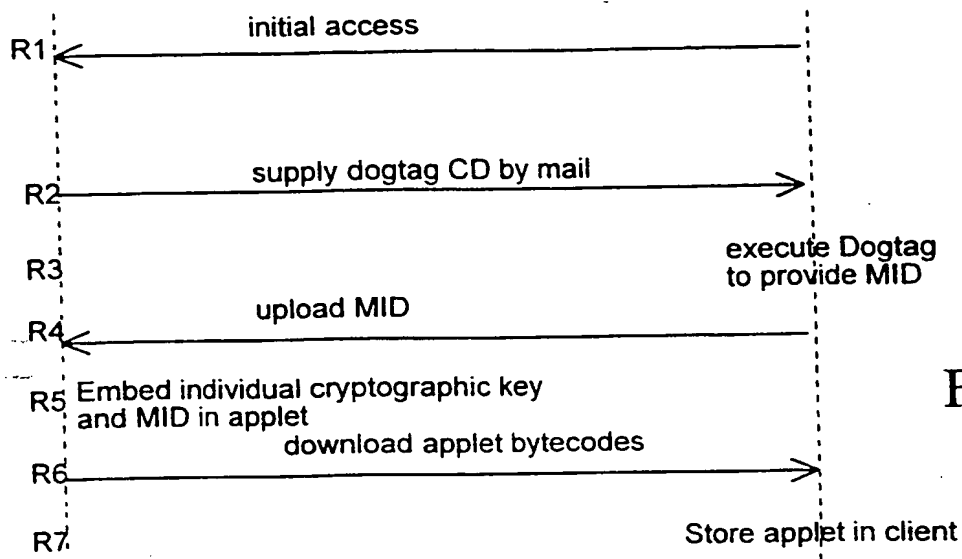 initial access
R1
supply dogtag CD by mail
R2
execute Dogtag
to provide MID
R3
upload MID
R4
R5 Embed individual cryptographic key
and MID in applet
download applet bytecodes
R6
R7
Store applet in client